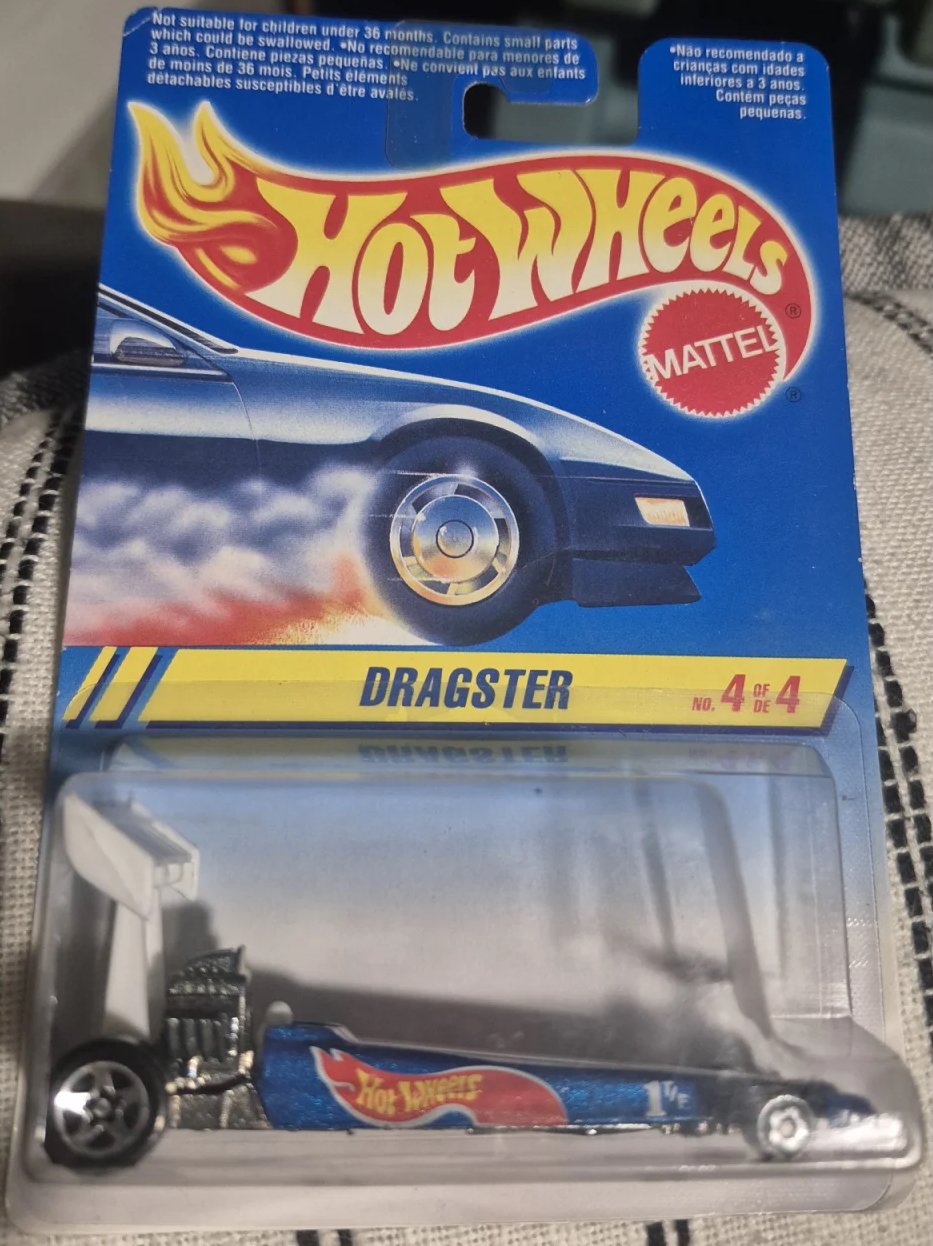 Not suitable for children under 36 months. Contains small parts
which could be swallowed. •No recomendable para menores de
3 años. Contiene piezas pequeñas. •Ne convient pas aux enfants
de moins de 36 mois. Petits éléments
détachables susceptibles d'être avalés.
•Não recomendado a
crianças com idades
inferiores a 3 anos.
Contém peças
pequenas.
HOT WHEELS
®
MATTEL
®
DRAGSTER
NO. 4 OF DE 4
Hot Wheels
1 T/F